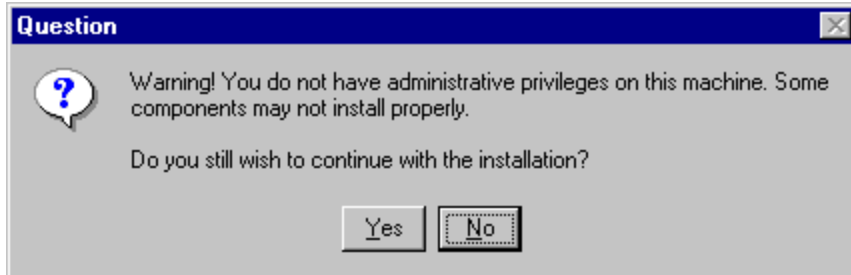 Question
Warning! You do not have administrative privileges on this machine. Some
components may not install properly.
Do you still wish to continue with the installation?
Yes
No